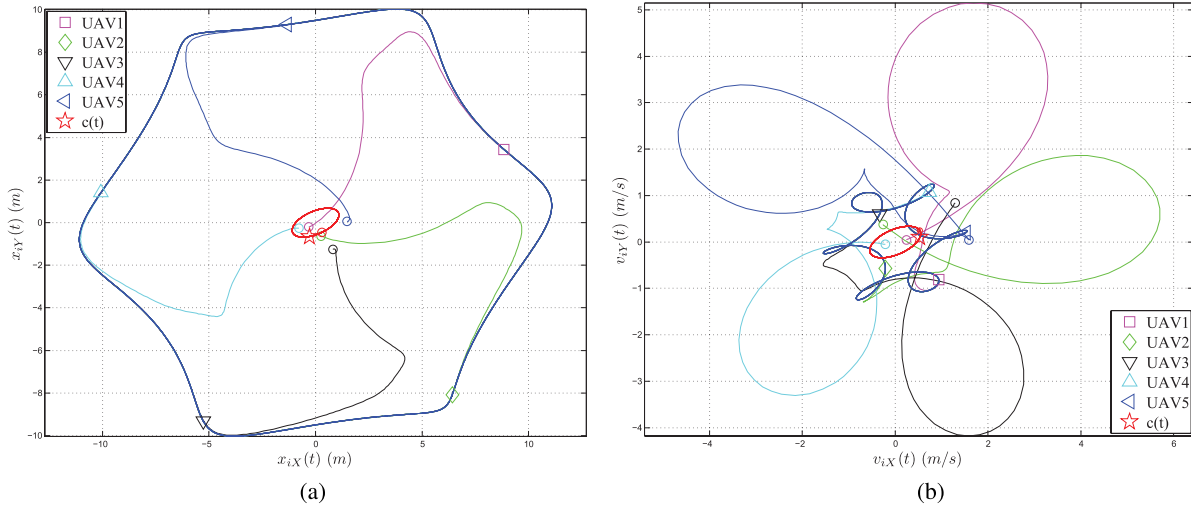 10
8
6
4
2
0
−2
−4
−6
−8
−10
−10
−5
0
5
10
x_{iY}(t) (m)
x_{iX}(t) (m)
UAV1
UAV2
UAV3
UAV4
UAV5
c(t)
(a)
5
4
3
2
1
0
−1
−2
−3
−4
−4
−2
0
2
4
6
v_{iY}(t) (m/s)
v_{iX}(t) (m/s)
UAV1
UAV2
UAV3
UAV4
UAV5
c(t)
(b)